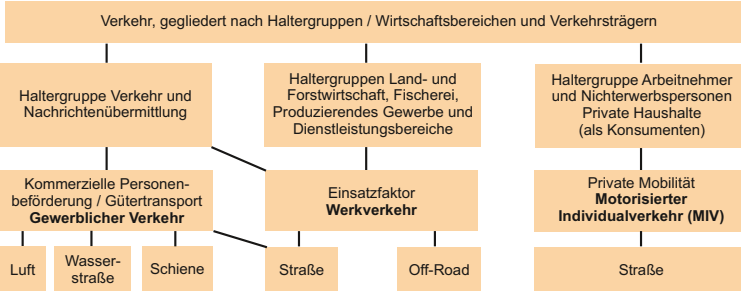 Verkehr, gegliedert nach Haltergruppen / Wirtschaftsbereichen und Verkehrsträgern
Haltergruppe Verkehr und
Nachrichtenübermittlung
Haltergruppen Land- und
Forstwirtschaft, Fischerei,
Produzierendes Gewerbe und
Dienstleistungsbereiche
Haltergruppe Arbeitnehmer
und Nichterwerbspersonen
Private Haushalte
(als Konsumenten)
Kommerzielle Personen-
beförderung / Gütertransport
Gewerblicher Verkehr
Einsatzfaktor
Werkverkehr
Private Mobilität
Motorisierter
Individualverkehr (MIV)
Luft
Wasser-
straße
Schiene
Straße
Off-Road
Straße